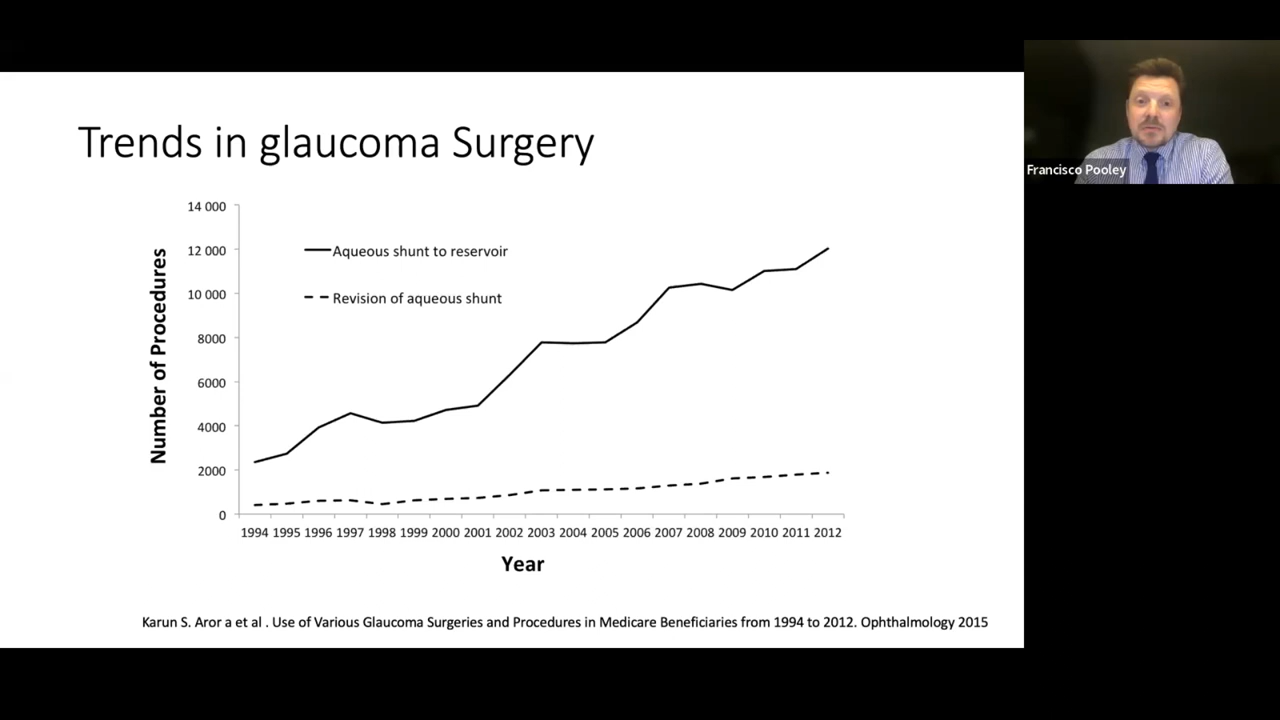 Trends in glaucoma Surgery
Francisco Pooley
14 000
12 000
10 000
8000
6000
4000
2000
0
Number of Procedures
Aqueous shunt to reservoir
Revision of aqueous shunt
1994 1995 1996 1997 1998 1999 2000 2001 2002 2003 2004 2005 2006 2007 2008 2009 2010 2011 2012
Year
Karun S. Aror a et al . Use of Various Glaucoma Surgeries and Procedures in Medicare Beneficiaries from 1994 to 2012. Ophthalmology 2015